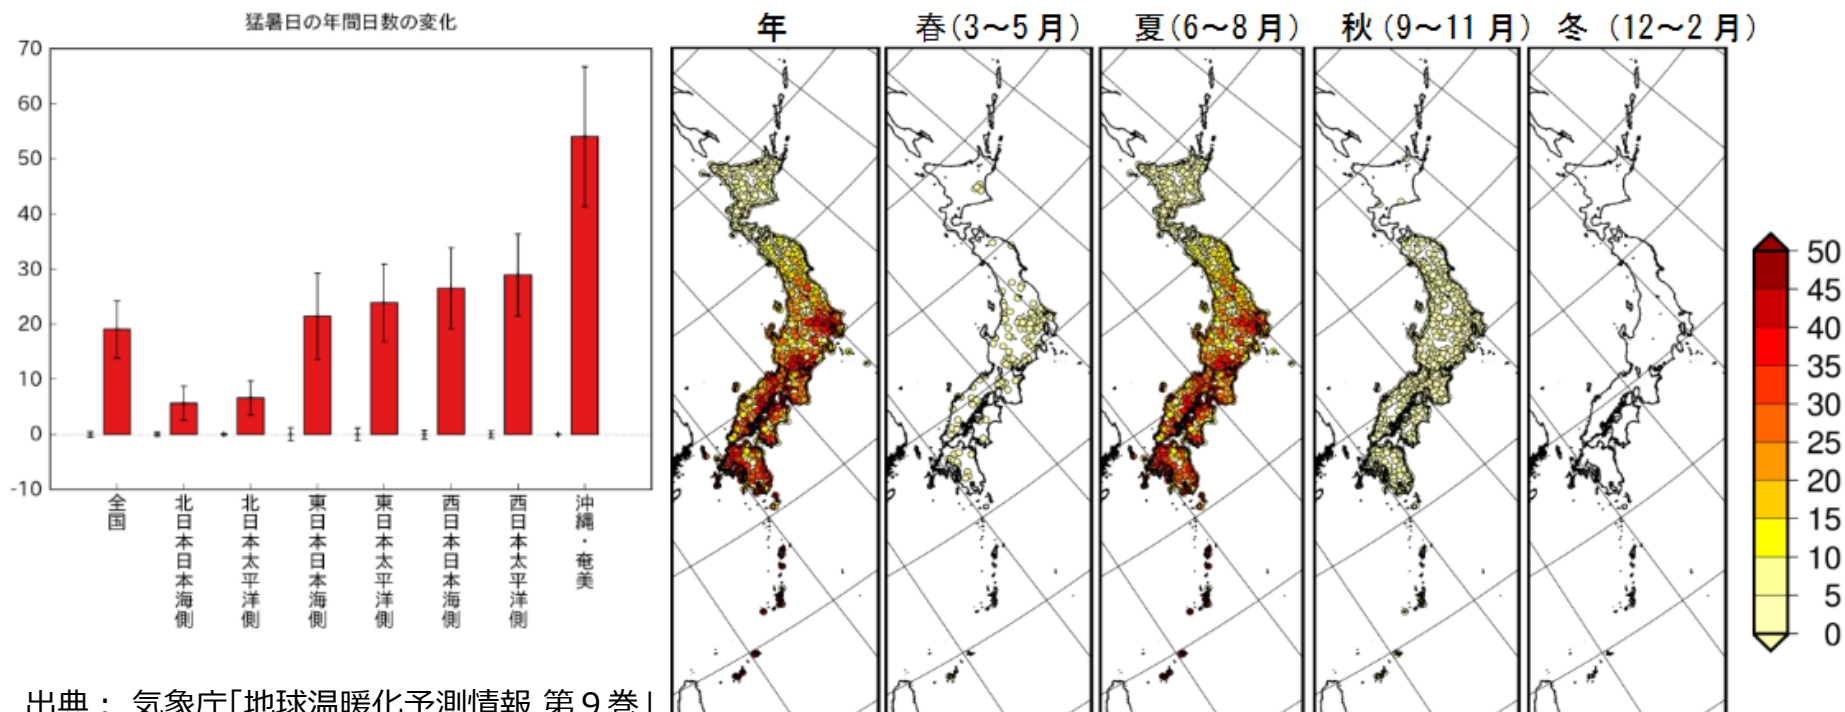 猛暑日の年間日数の変化
70
60
50
40
30
20
10
0
-10
全国
北日本日本海側
北日本太平洋側
東日本日本海側
東日本太平洋側
西日本日本海側
西日本太平洋側
沖縄・奄美
出典： 気象庁「地球温暖化予測情報 第９巻」
年
春(3～5月)
夏(6～8月)
秋(9～11月)
冬 (12～2月)
50
45
40
35
30
25
20
15
10
5
0